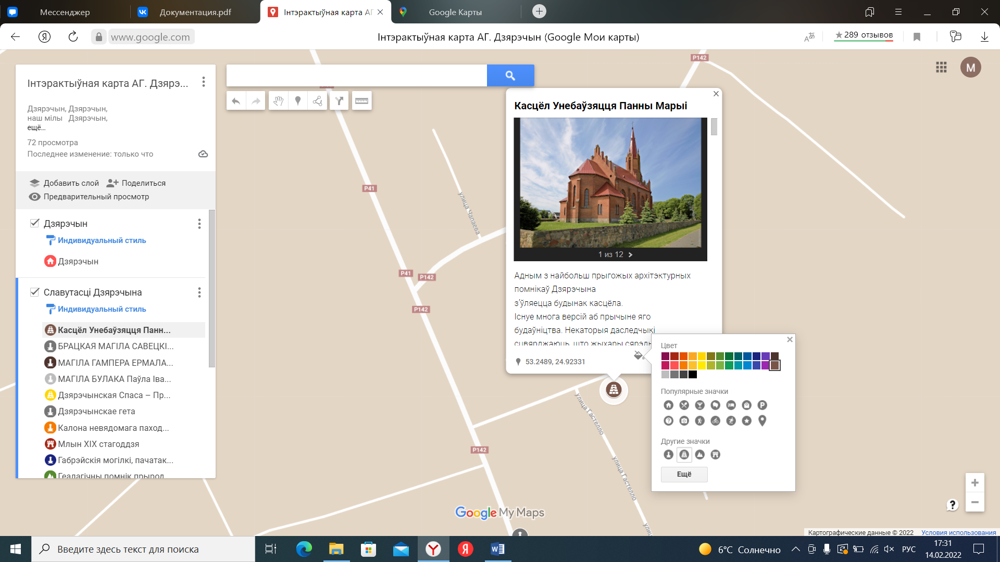 Мессенджер
Документация.pdf
Інтэрактыўная карта АГ
Google Карты
www.google.com
Інтэрактыўная карта АГ. Дзярэчын (Google Мои карты)
289 отзывов
Інтэрактыўная карта АГ. Дзярэ...
Дзярэчын, Дзярэчын,
наш мілы Дзярэчын,
ещё...
72 просмотра
Последнее изменение: только что
Добавить слой
Поделиться
Предварительный просмотр
Дзярэчын
Индивидуальный стиль
Дзярэчын
Славутасці Дзярэчына
Индивидуальный стиль
Касцёл Унебаўзяцця Панн...
БРАЦКАЯ МАГІЛА САВЕЦКІ...
МАГІЛА ГАМПЕРА ЕРМАЛА...
МАГІЛА БУЛАКА Паўла Іва...
Дзярэчынская Спаса – Пр...
Дзярэчынскае гета
Калона невядомага паход...
Млын XIX стагоддзя
Габрэйскія могілкі, пачатак...
Геалагічны помнік прырод
P142
P41
улица Чапаева
P41
P142
P142
P142
улица Гастелло
улица Гастелло
Касцёл Унебаўзяцця Панны Марыі
1 из 12
Адным з найбольш прыгожых архітэктурных
помнікаў Дзярэчына
з’ўляецца будынак касцёла.
Існуе многа версій аб прычыне яго
будаўніцтва. Некаторыя даследчыкі
сцвярджаюць, што жыхары
53.2489, 24.92331
Цвет
Популярные значки
Другие значки
Ещё
Google My Maps
M
Картографические данные © 2022
Условия использования
Введите здесь текст для поиска
6°C Солнечно
РУС
17:31
14.02.2022